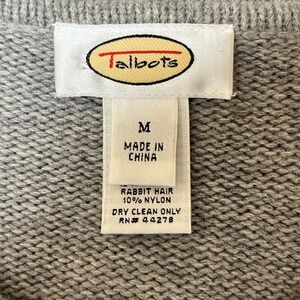 Talbots
M
MADE IN
CHINA
RABBIT HAIR
10% NYLON
DRY CLEAN ONLY
RN# 44278